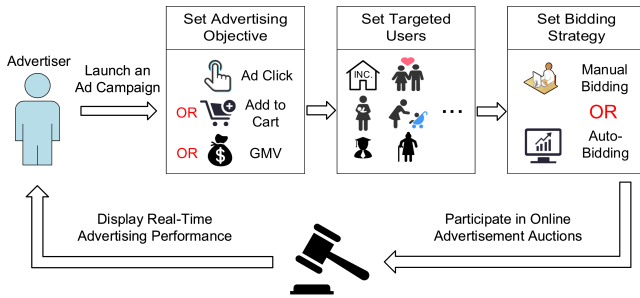 Advertiser
Launch an
Ad Campaign
Set Advertising
Objective
Ad Click
OR
Add to
Cart
OR
GMV
Set Targeted
Users
INC.
...
Set Bidding
Strategy
Manual
Bidding
OR
Auto-
Bidding
Display Real-Time
Advertising Performance
Participate in Online
Advertisement Auctions